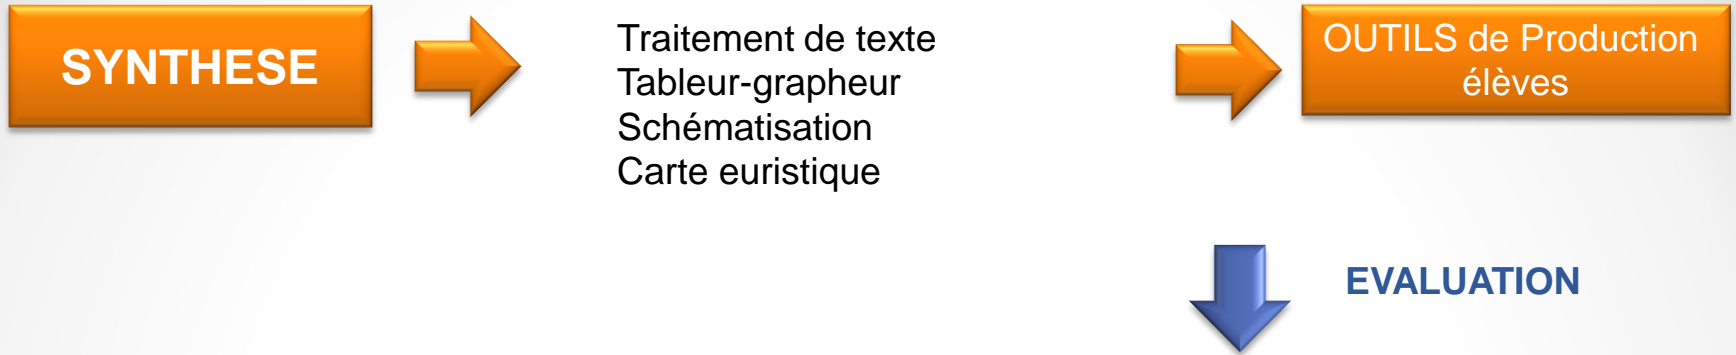 SYNTHESE
Traitement de texte
Tableur-grapheur
Schématisation
Carte euristique
OUTILS de Production
élèves
EVALUATION